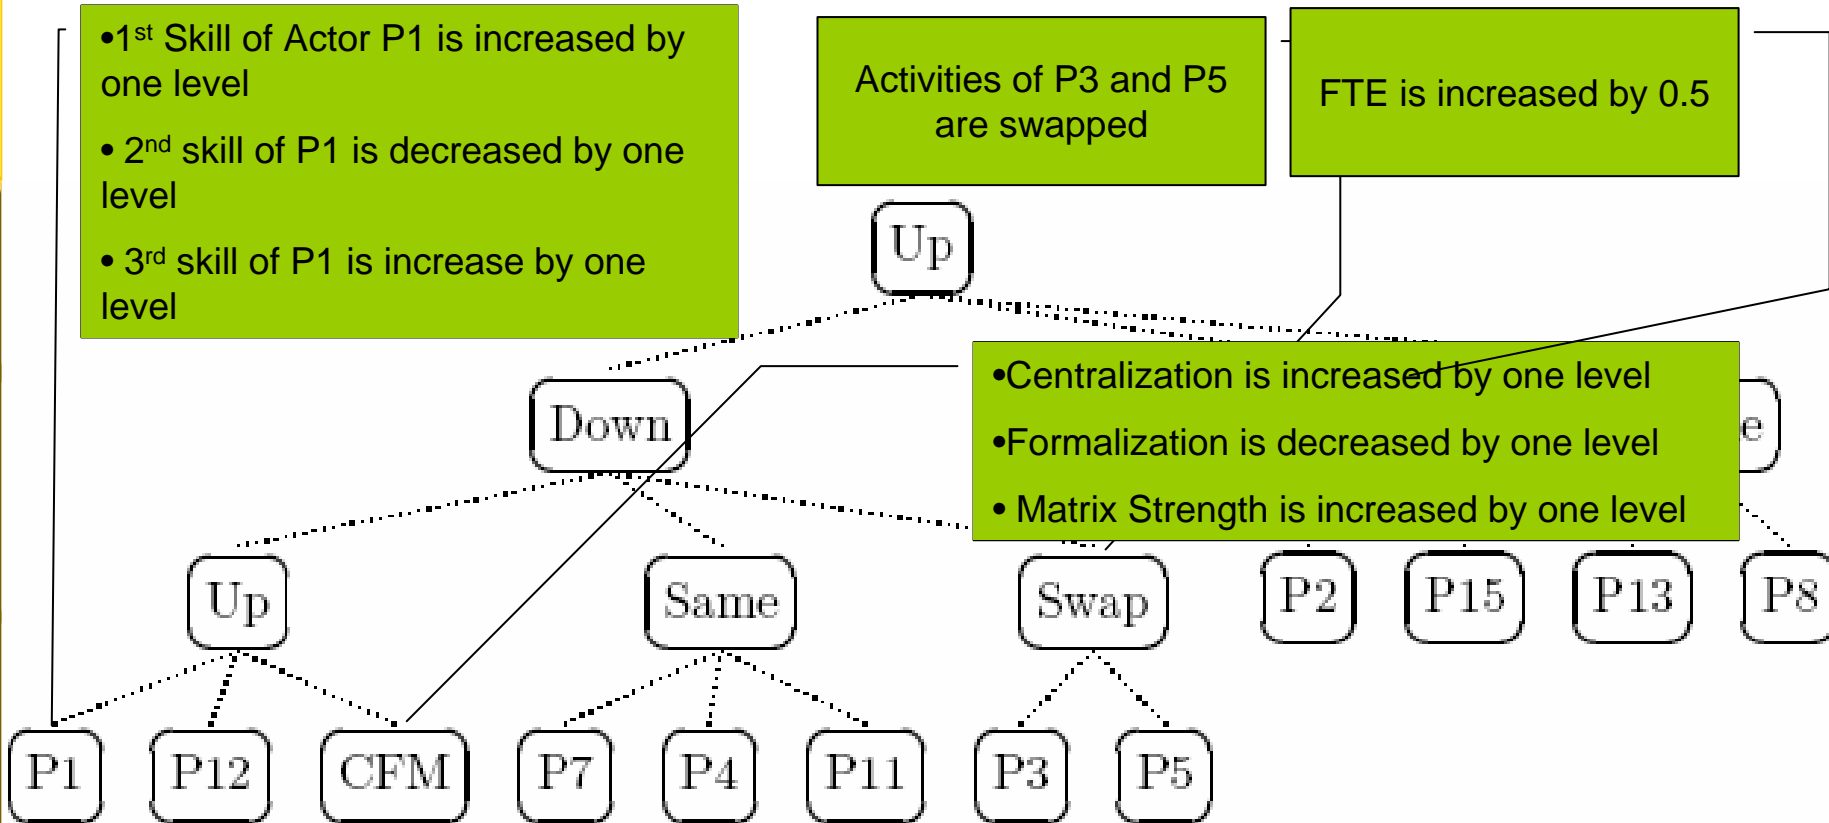 •1st Skill of Actor P1 is increased by
one level
• 2nd skill of P1 is decreased by one
level
• 3rd skill of P1 is increase by one
level
Activities of P3 and P5
are swapped
FTE is increased by 0.5
Up
Down
•Centralization is increased by one level
•Formalization is decreased by one level
• Matrix Strength is increased by one level
e
Up
Same
Swap
P2
P15
P13
P8
P1
P12
CFM
P7
P4
P11
P3
P5